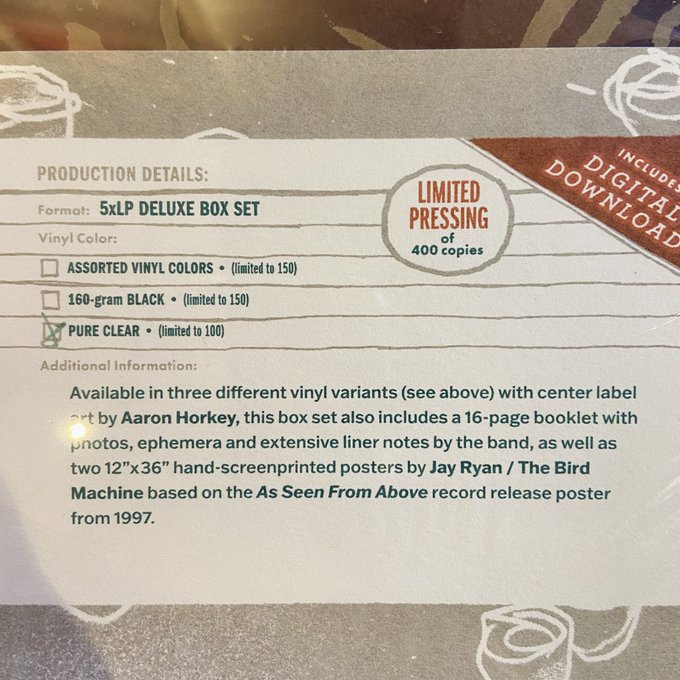 PRODUCTION DETAILS:
Format: 5xLP DELUXE BOX SET
Vinyl Color:
ASSORTED VINYL COLORS • (limited to 150)
160-gram BLACK • (limited to 150)
PURE CLEAR • (limited to 100)
LIMITED
PRESSING
of
400 copies
INCLUDES
DIGITAL
DOWNLOAD
Additional Information:
Available in three different vinyl variants (see above) with center label
art by Aaron Horkey, this box set also includes a 16-page booklet with
photos, ephemera and extensive liner notes by the band, as well as
two 12”x36” hand-screenprinted posters by Jay Ryan / The Bird
Machine based on the As Seen From Above record release poster
from 1997.